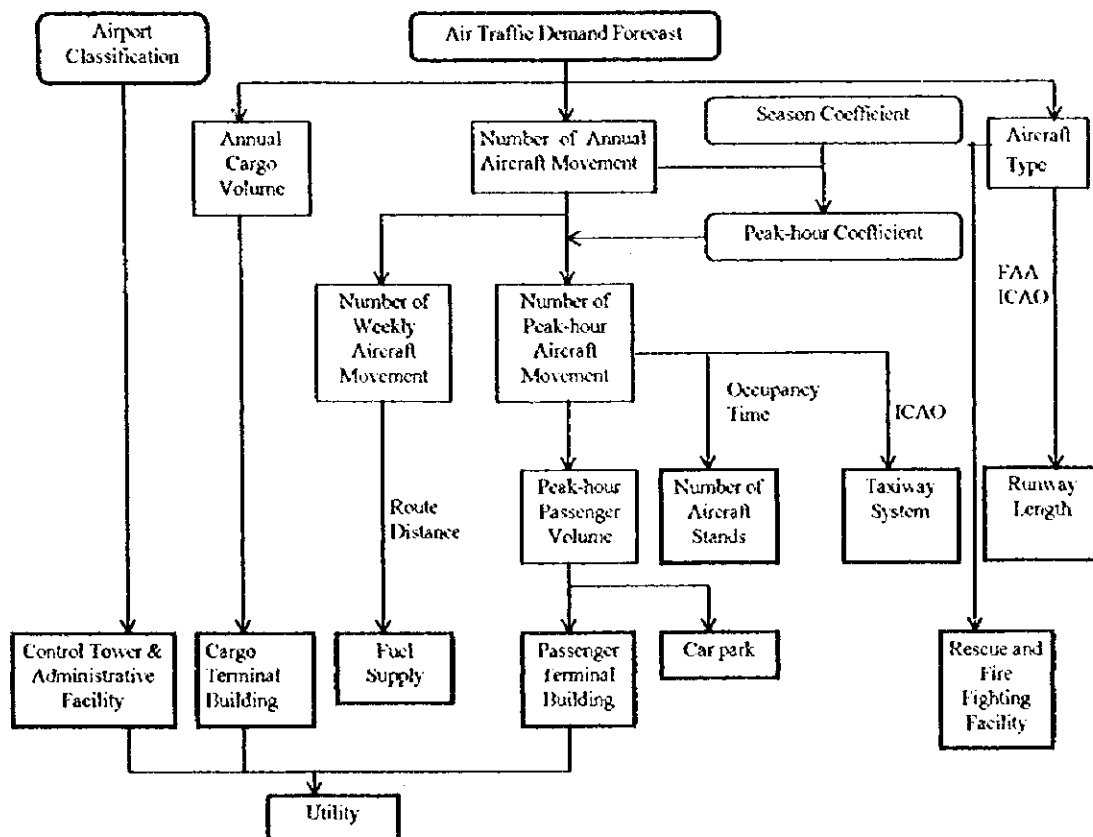 Airport
Classification
Air Traffic Demand Forecast
Season Coefficient
Annual
Cargo
Volume
Number of Annual
Aircraft Movement
Aircraft
Type
Peak-hour Coefficient
FAA
ICAO
Number of
Weekly
Aircraft
Movement
Number of
Peak-hour
Aircraft
Movement
Occupancy
Time
ICAO
Route
Distance
Peak-hour
Passenger
Volume
Number of
Aircraft
Stands
Taxiway
System
Runway
Length
Control Tower &
Administrative
Facility
Cargo
Terminal
Building
Fuel
Supply
Passenger
Terminal
Building
Car park
Rescue and
Fire
Fighting
Facility
Utility